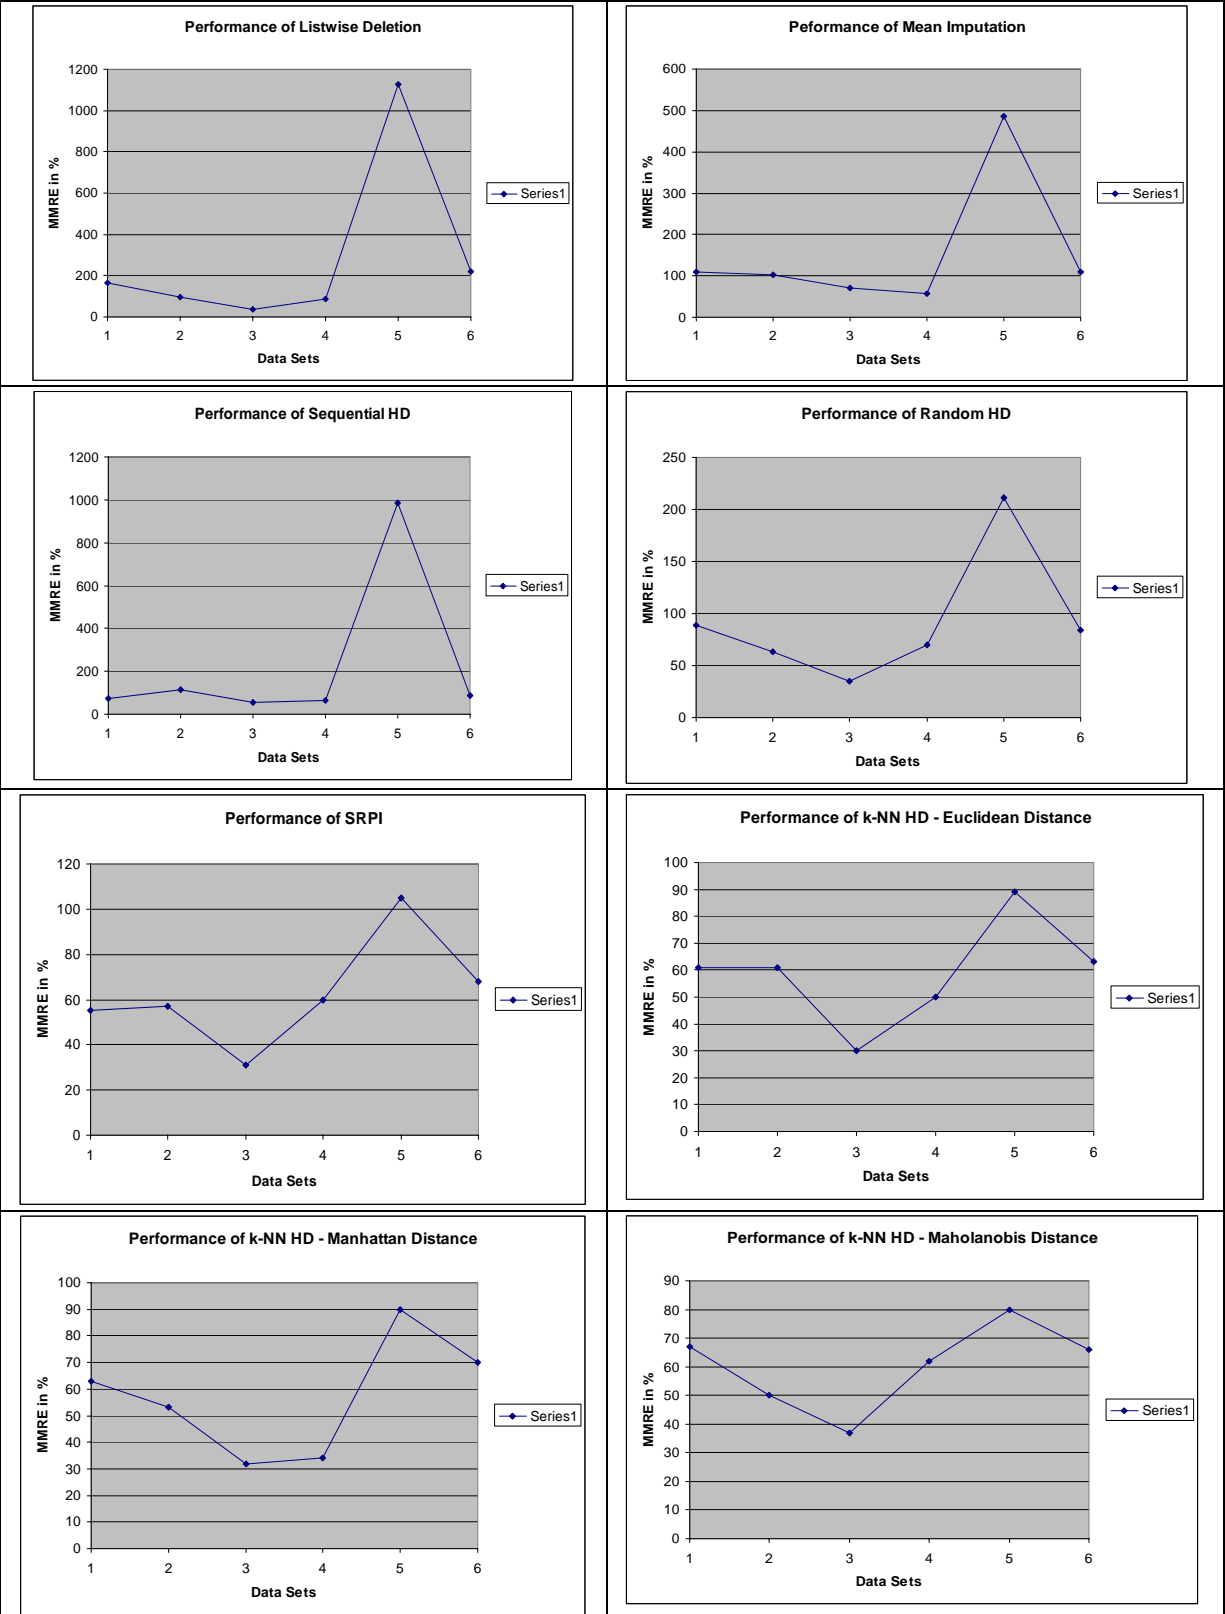 Performance of Listwise Deletion
1200
1000
800
600
400
200
0
MMRE in %
1 2 3 4 5 6
Data Sets
Series1
Peformance of Mean Imputation
600
500
400
300
200
100
0
MMRE in %
1 2 3 4 5 6
Data Sets
Series1
Performance of Sequential HD
1200
1000
800
600
400
200
0
MMRE in %
1 2 3 4 5 6
Data Sets
Series1
Performance of Random HD
250
200
150
100
50
0
MMRE in %
1 2 3 4 5 6
Data Sets
Series1
Performance of SRPI
120
100
80
60
40
20
0
MMRE in %
1 2 3 4 5 6
Data Sets
Series1
Performance of k-NN HD - Euclidean Distance
100
90
80
70
60
50
40
30
20
10
0
MMRE in %
1 2 3 4 5 6
Data Sets
Series1
Performance of k-NN HD - Manhattan Distance
100
90
80
70
60
50
40
30
20
10
0
MMRE in %
1 2 3 4 5 6
Data Sets
Series1
Performance of k-NN HD - Maholanobis Distance
90
80
70
60
50
40
30
20
10
0
MMRE in %
1 2 3 4 5 6
Data Sets
Series1